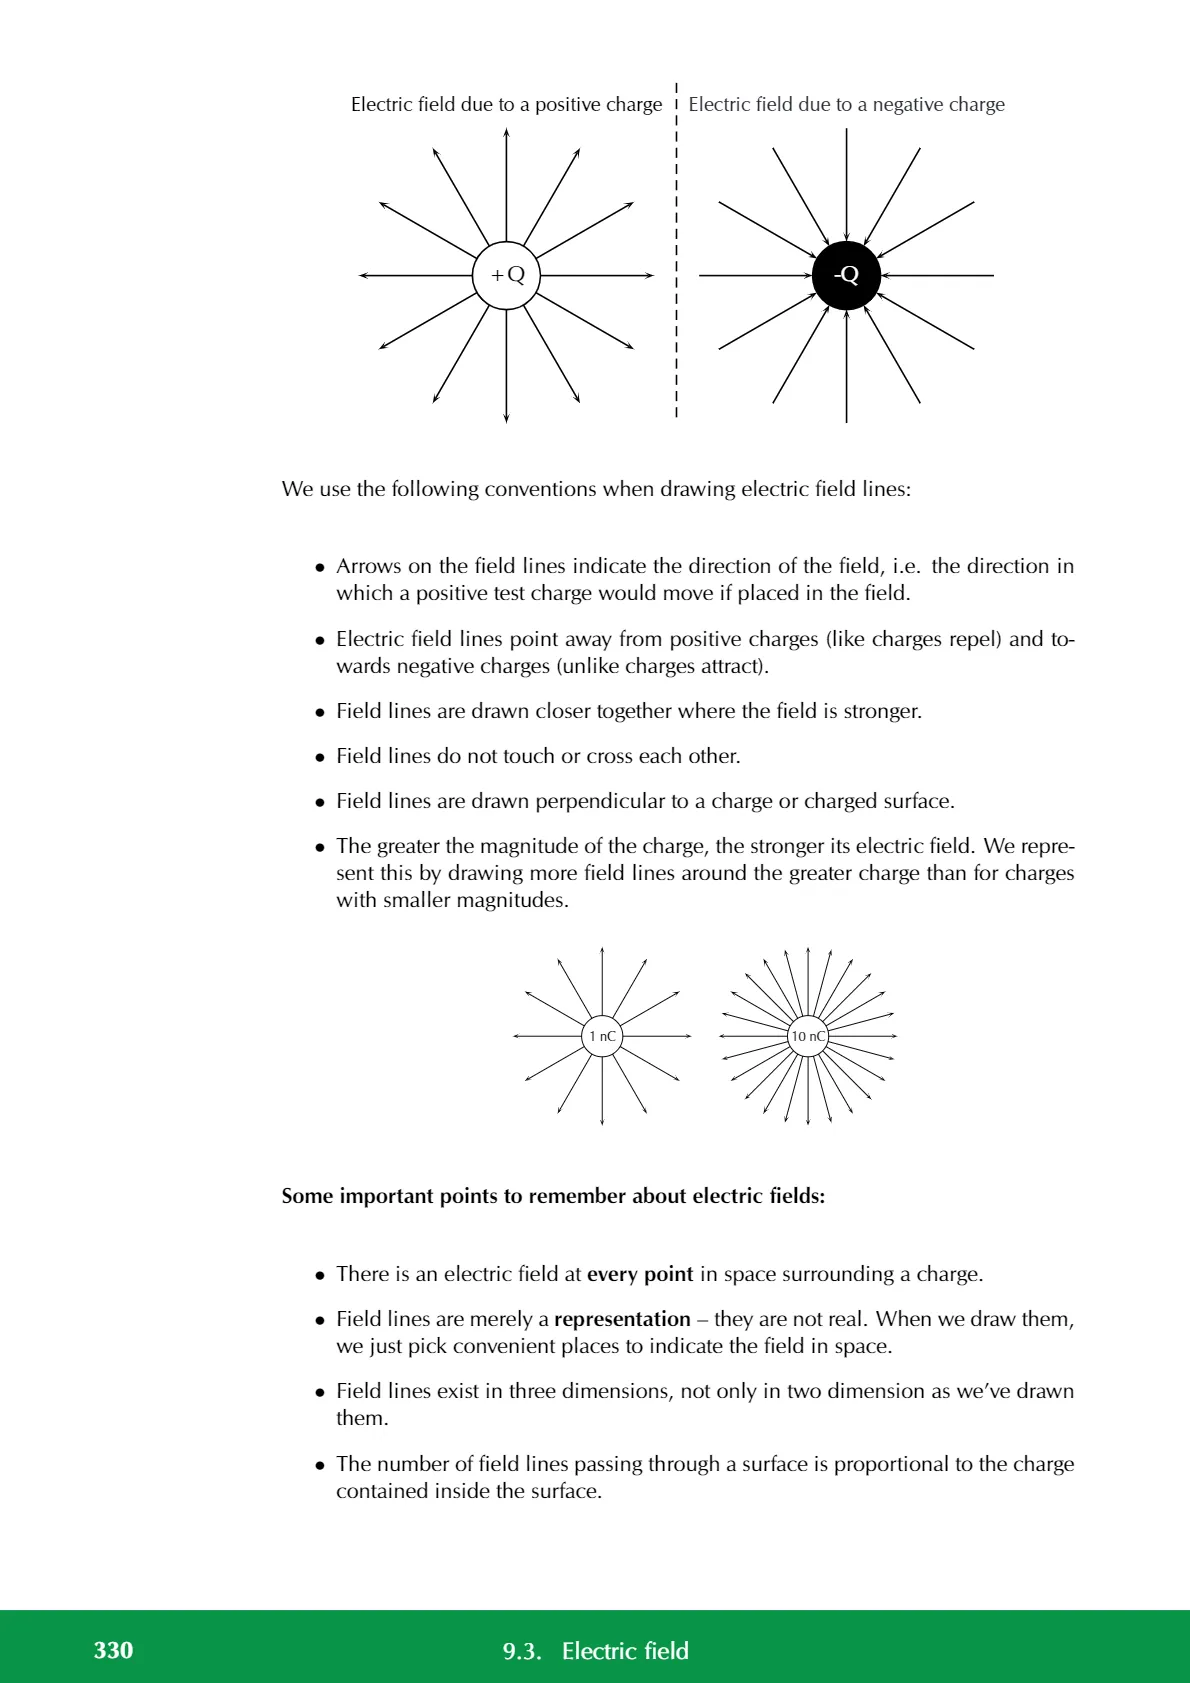 Electric field due to a positive charge
Electric field due to a negative charge
+Q
-Q
We use the following conventions when drawing electric field lines:
• Arrows on the field lines indicate the direction of the field, i.e. the direction in
which a positive test charge would move if placed in the field.
• Electric field lines point away from positive charges (like charges repel) and to-
wards negative charges (unlike charges attract).
• Field lines are drawn closer together where the field is stronger.
• Field lines do not touch or cross each other.
• Field lines are drawn perpendicular to a charge or charged surface.
• The greater the magnitude of the charge, the stronger its electric field. We repre-
sent this by drawing more field lines around the greater charge than for charges
with smaller magnitudes.
1 nC
10 nC
Some important points to remember about electric fields:
• There is an electric field at every point in space surrounding a charge.
• Field lines are merely a representation – they are not real. When we draw them,
we just pick convenient places to indicate the field in space.
• Field lines exist in three dimensions, not only in two dimension as we’ve drawn
them.
• The number of field lines passing through a surface is proportional to the charge
contained inside the surface.
330
9.3. Electric field